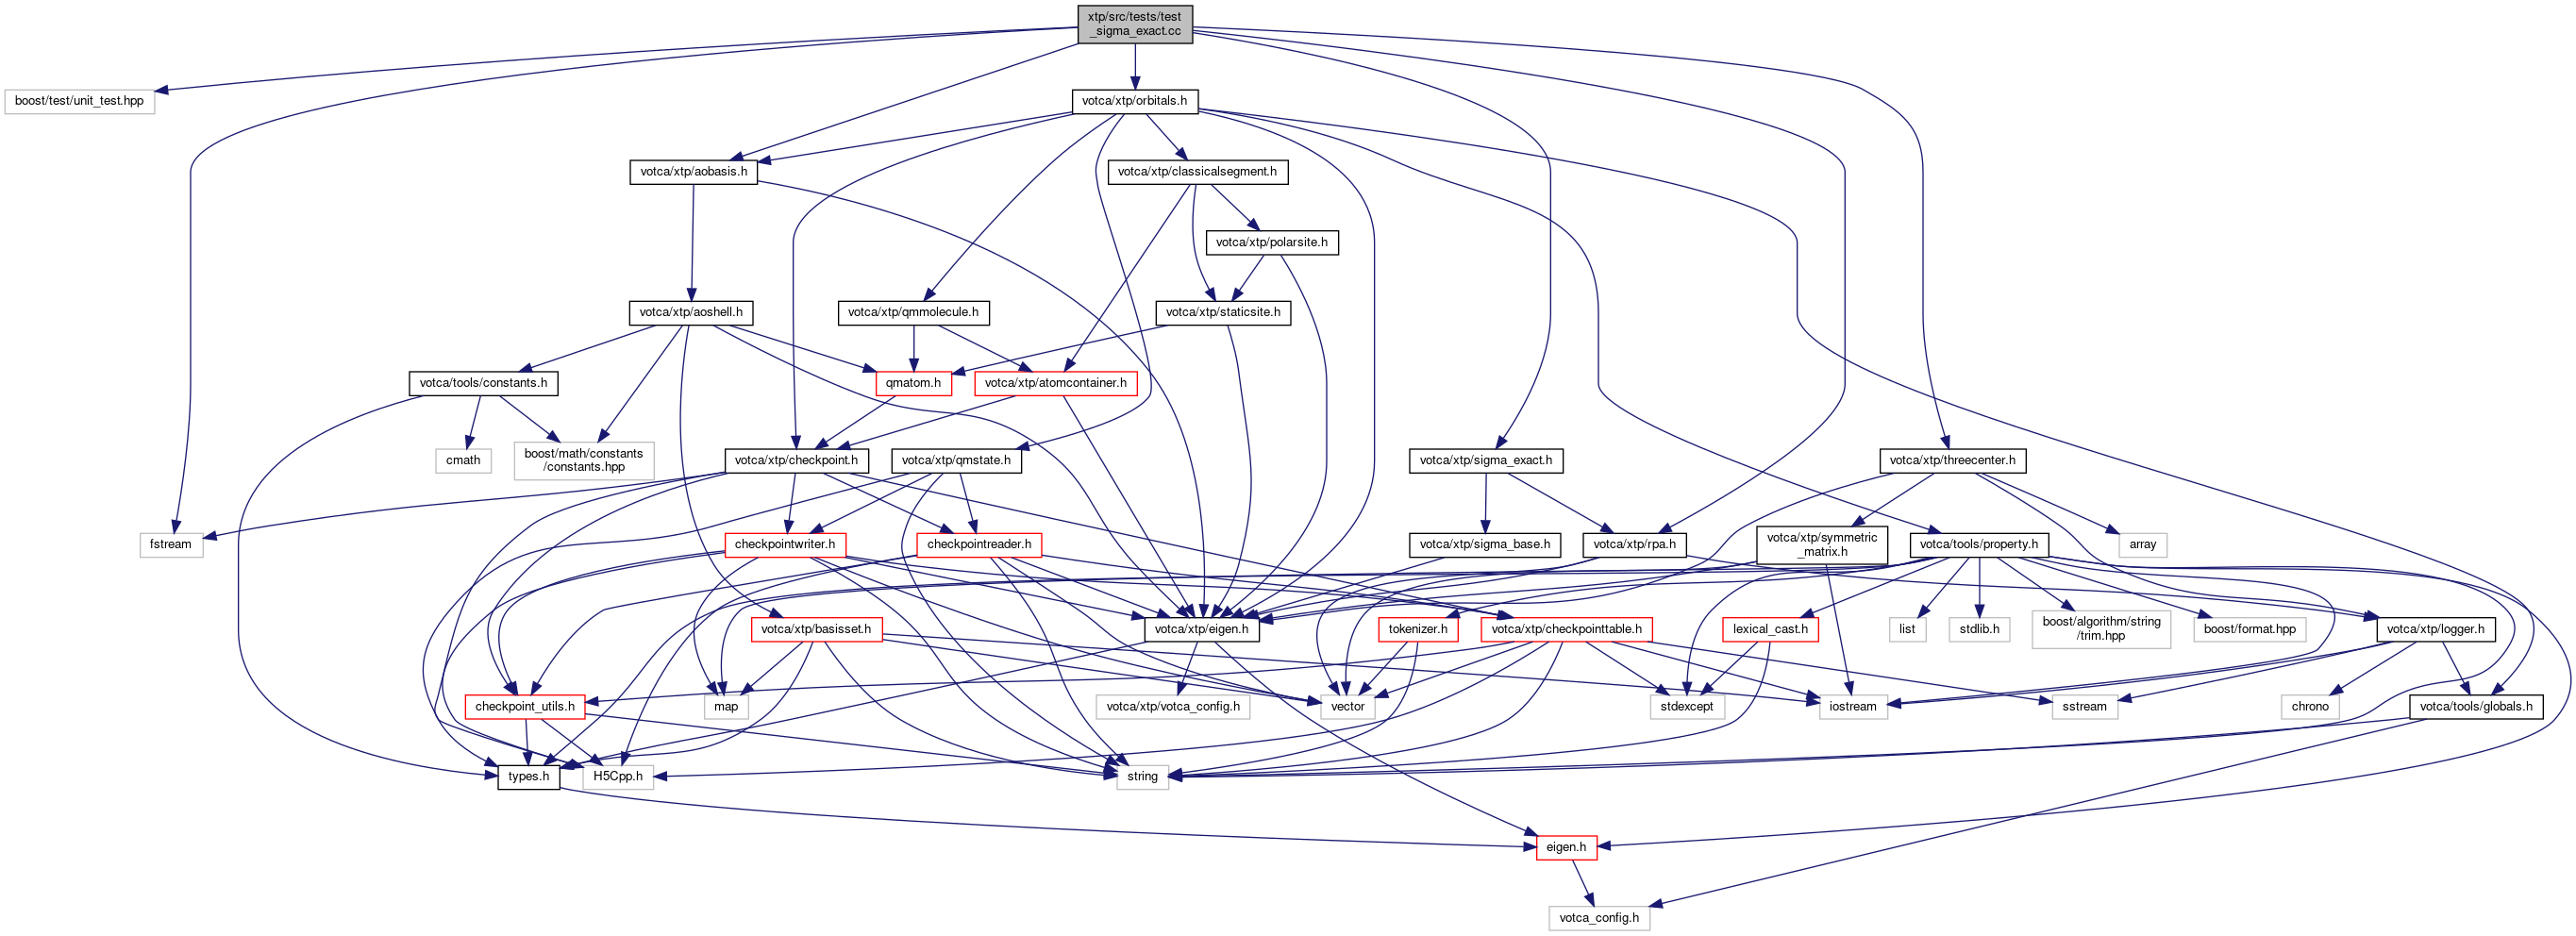 xtp/src/tests/test
_sigma_exact.cc
boost/test/unit_test.hpp
votca/xtp/orbitals.h
votca/xtp/aobasis.h
votca/xtp/classicalsegment.h
votca/xtp/polarsite.h
votca/xtp/aoshell.h
votca/xtp/qmmolecule.h
votca/xtp/staticsite.h
votca/tools/constants.h
qmatom.h
votca/xtp/atomcontainer.h
cmath
boost/math/constants
/constants.hpp
votca/xtp/checkpoint.h
votca/xtp/qmstate.h
votca/xtp/sigma_exact.h
votca/xtp/threecenter.h
fstream
checkpointwriter.h
checkpointreader.h
votca/xtp/sigma_base.h
votca/xtp/rpa.h
votca/xtp/symmetric
_matrix.h
votca/tools/property.h
array
votca/xtp/basisset.h
votca/xtp/eigen.h
tokenizer.h
votca/xtp/checkpointtable.h
lexical_cast.h
list
stdlib.h
boost/algorithm/string
/trim.hpp
boost/format.hpp
votca/xtp/logger.h
checkpoint_utils.h
map
votca/xtp/votca_config.h
vector
stdexcept
iostream
sstream
chrono
votca/tools/globals.h
types.h
H5Cpp.h
string
eigen.h
votca_config.h